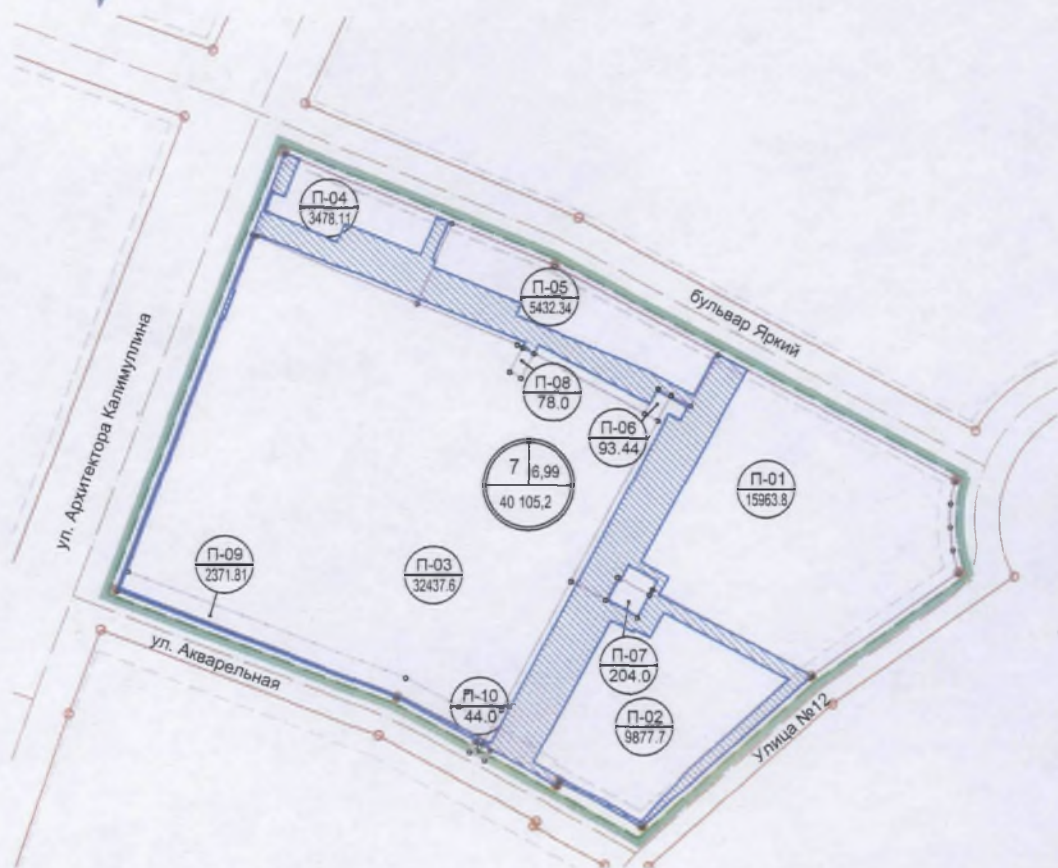 П-04
3478.11
П-05
5432.34
бульвар Яркий
ул. Архитектора Калимуллина
П-08
78.0
П-06
93.44
7 6,99
40 105,2
П-01
15963.8
П-09
2371.81
П-03
32437.6
ул. Акварельная
П-07
204.0
П-10
44.0
П-02
9877.7
Улица №12